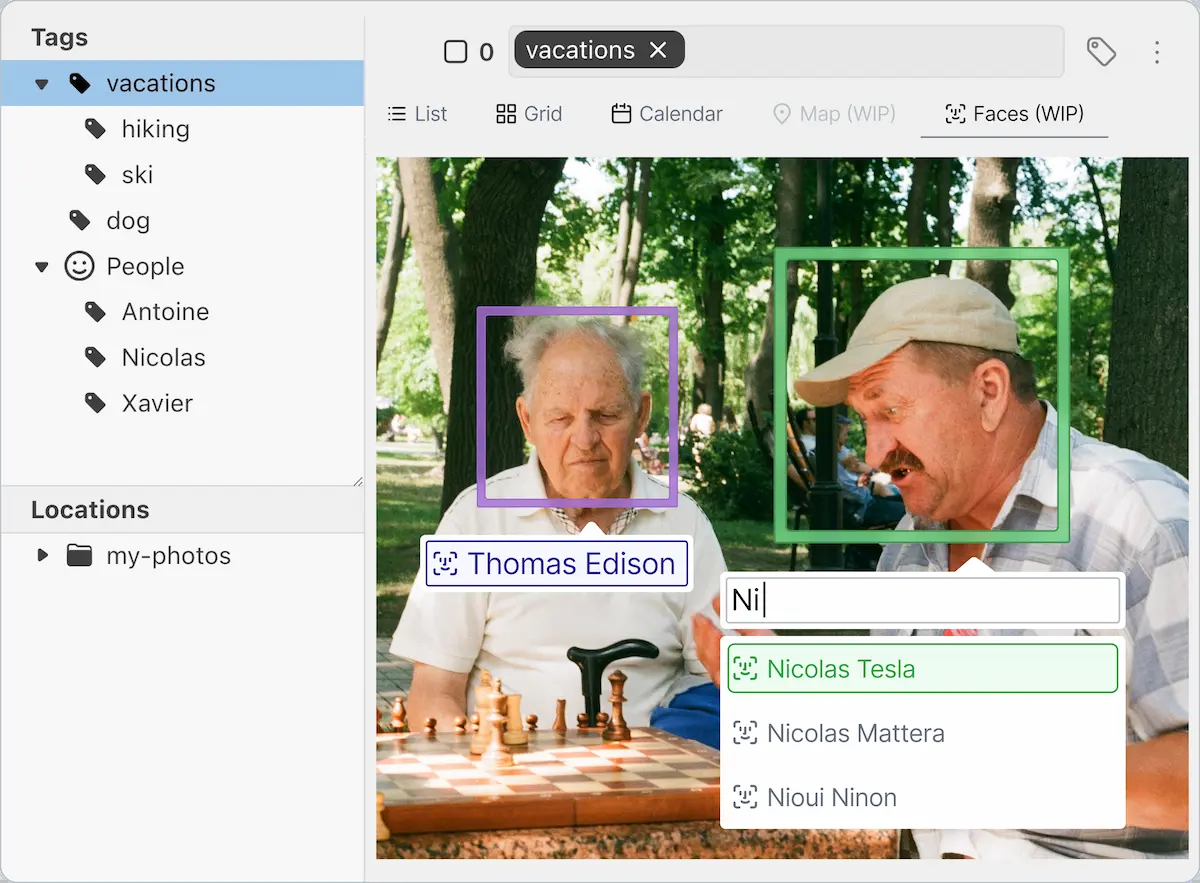 Tags
vacations
hiking
ski
dog
People
Antoine
Nicolas
Xavier
Locations
my-photos
0 vacations
List Grid Calendar Map (WIP) Faces (WIP)
Thomas Edison
Ni
Nicolas Tesla
Nicolas Mattera
Nioui Ninon